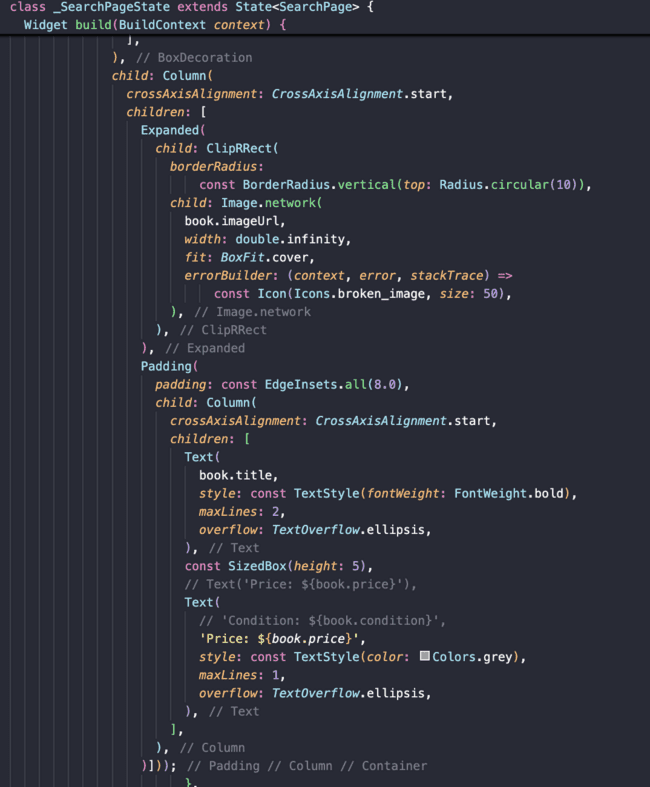 class _SearchPageState extends State<SearchPage> {
Widget build(BuildContext context) {
],
), // BoxDecoration
child: Column(
crossAxisAlignment: CrossAxisAlignment.start,
children: [
Expanded(
child: ClipRRect(
borderRadius:
const BorderRadius.vertical(top: Radius.circular(10)),
child: Image.network(
book.imageUrl,
width: double.infinity,
fit: BoxFit.cover,
errorBuilder: (context, error, stackTrace) =>
const Icon(Icons.broken_image, size: 50),
), // Image.network
), // ClipRRect
), // Expanded
Padding(
padding: const EdgeInsets.all(8.0),
child: Column(
crossAxisAlignment: CrossAxisAlignment.start,
children: [
Text(
book.title,
style: const TextStyle(fontWeight: FontWeight.bold),
maxLines: 2,
overflow: TextOverflow.ellipsis,
), // Text
const SizedBox(height: 5),
// Text('Price: ${book.price}'),
Text(
// 'Condition: ${book.condition}',
'Price: ${book.price}',
style: const TextStyle(color: Colors.grey),
maxLines: 1,
overflow: TextOverflow.ellipsis,
), // Text
],
), // Column
)])); // Padding // Column // Container
},